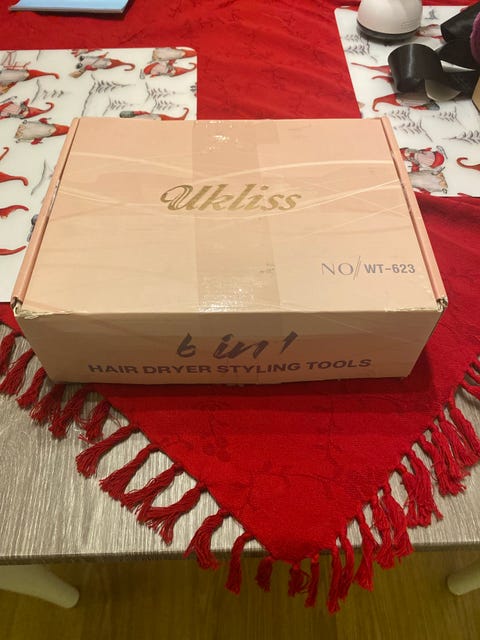 Ukliss
NO// WT-623
6 in 1
HAIR DRYER STYLING TOOLS